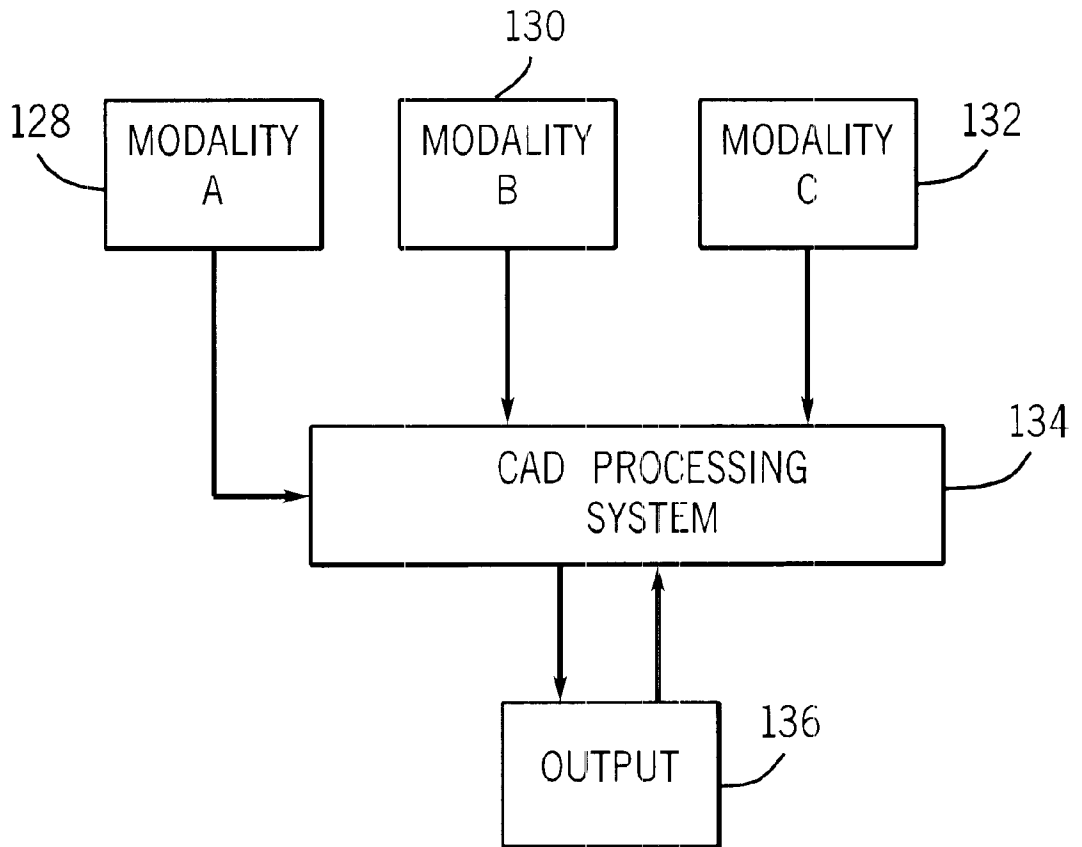 130
128
MODALITY
A
MODALITY
B
MODALITY
C
132
134
CAD PROCESSING
SYSTEM
136
OUTPUT